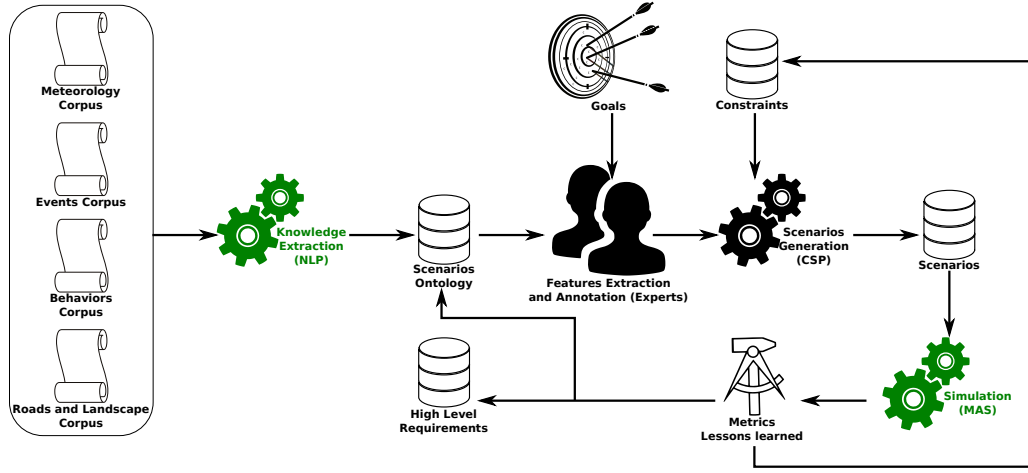 Meteorology
Corpus
Events Corpus
Behaviors
Corpus
Roads and Landscape
Corpus
Knowledge
Extraction
(NLP)
Scenarios
Ontology
Goals
Features Extraction
and Annotation (Experts)
Constraints
Scenarios
Generation
(CSP)
Scenarios
Simulation
(MAS)
Metrics
Lessons learned
High Level
Requirements